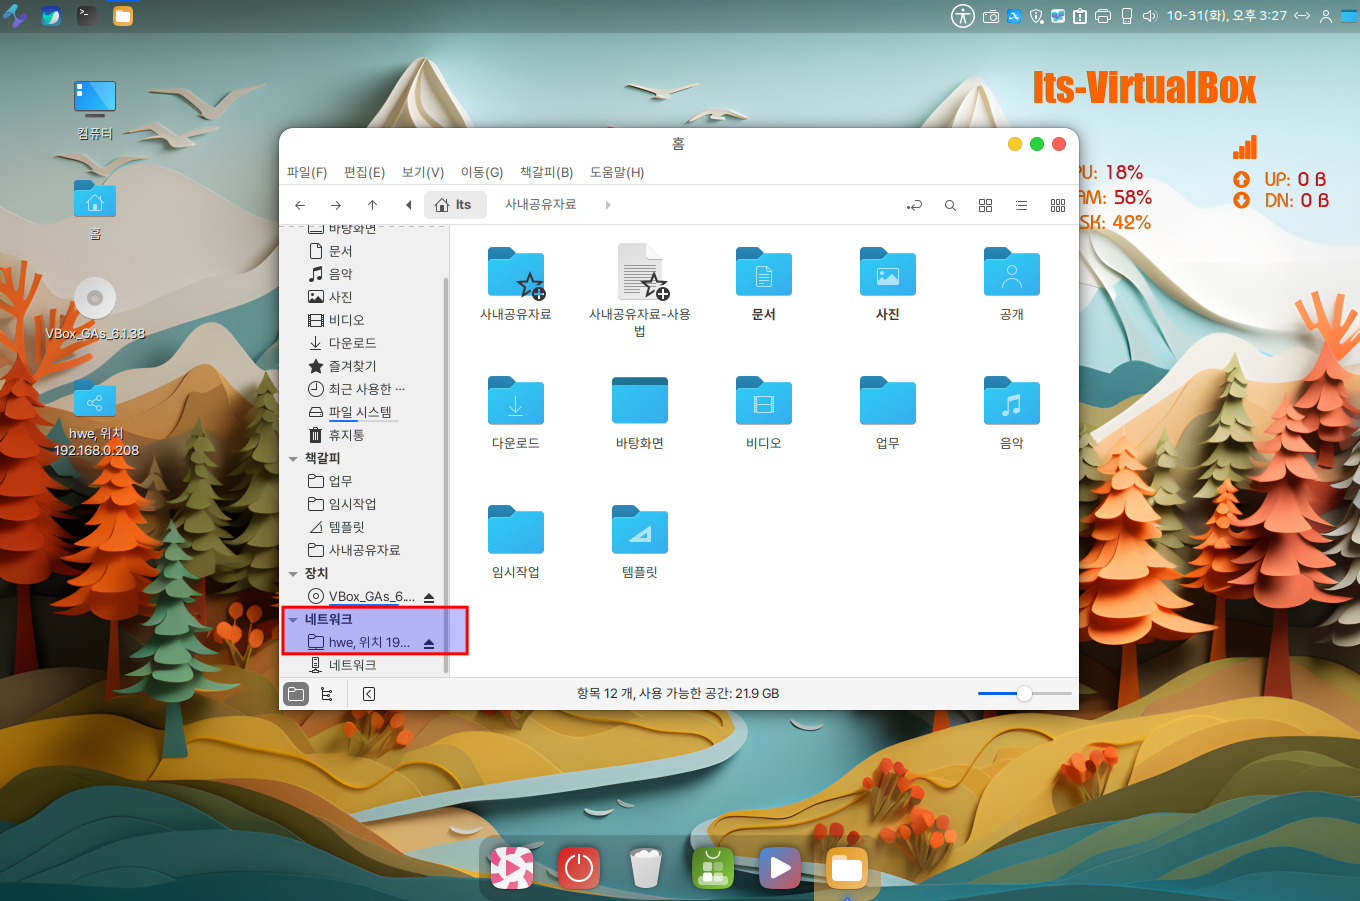 10-31(화), 오후 3:27
lts-VirtualBox
컴퓨터
홈
VBox_GAs_6.1.38
hwe, 위치
192.168.0.208
홈
파일(F) 편집(E) 보기(V) 이동(G) 책갈피(B) 도움말(H)
lts 사내공유자료
바탕화면
문서
음악
사진
비디오
다운로드
즐겨찾기
최근 사용한 ...
파일 시스템
휴지통
책갈피
업무
임시작업
템플릿
사내공유자료
장치
VBox_GAs_6....
네트워크
hwe, 위치 19...
네트워크
사내공유자료
사내공유자료-사용
법
문서
사진
공개
다운로드
바탕화면
비디오
업무
음악
임시작업
템플릿
항목 12 개, 사용 가능한 공간: 21.9 GB
PU: 18%
AM: 58%
SK: 42%
UP: 0 B
DN: 0 B